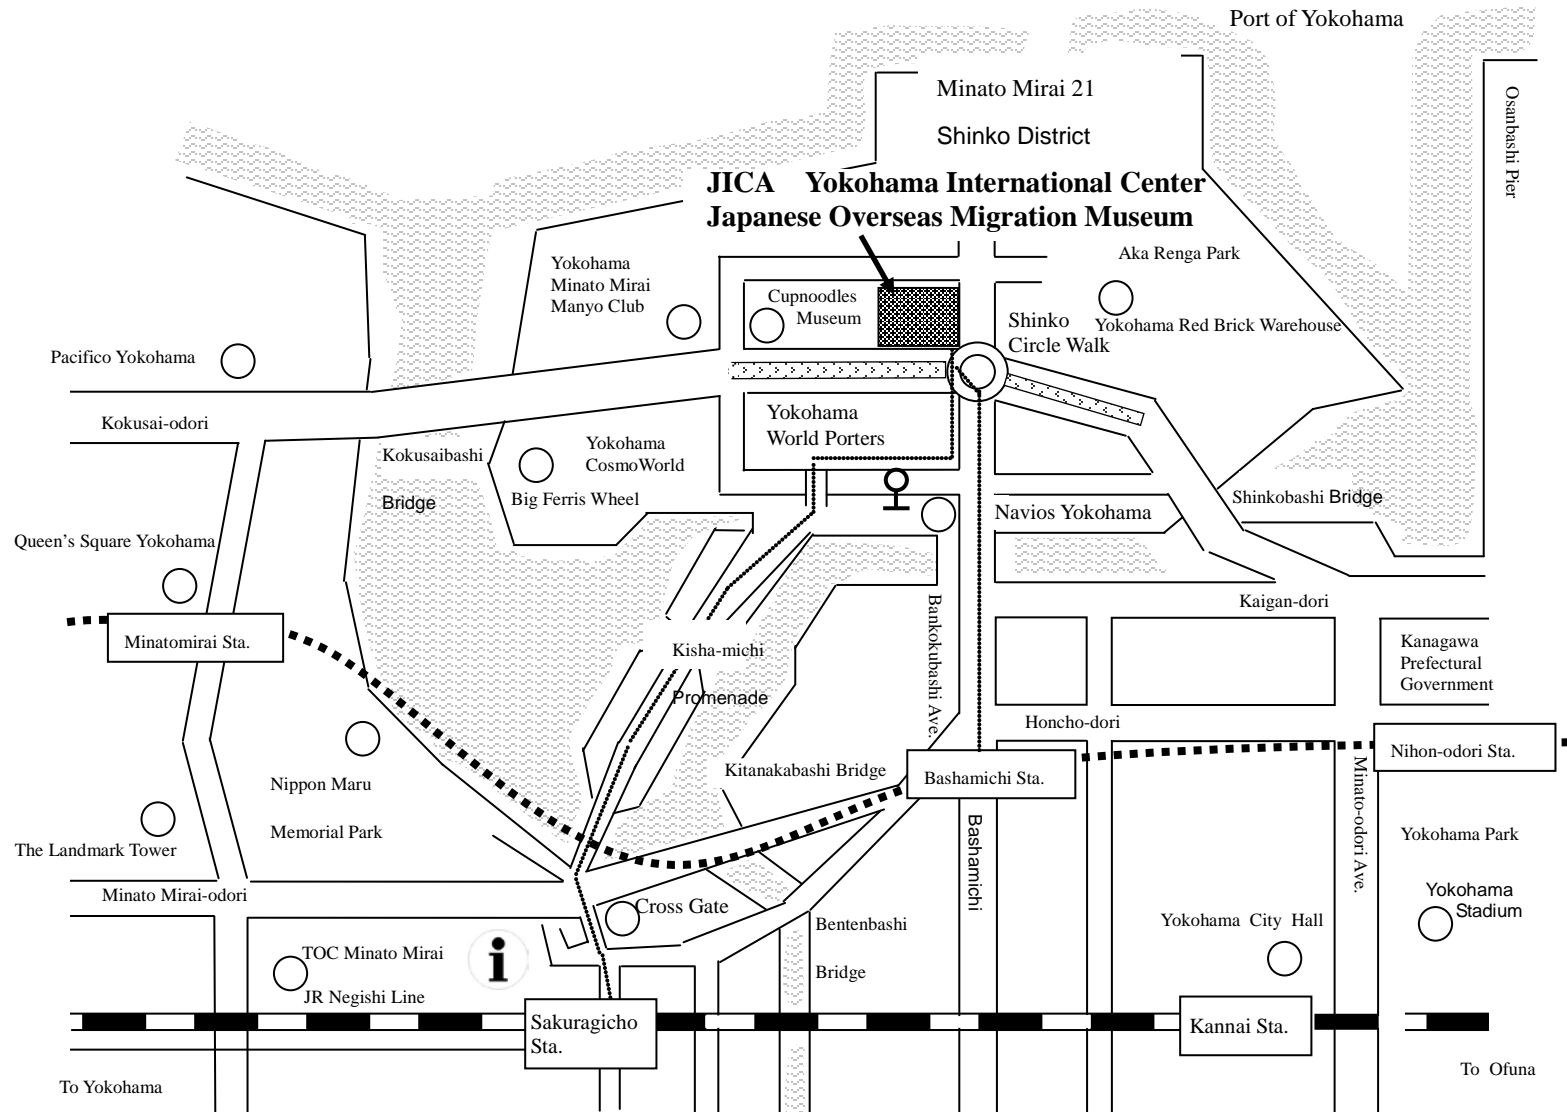 Port of Yokohama
Minato Mirai 21
Shinko District
Osanbashi Pier
JICA Yokohama International Center
Japanese Overseas Migration Museum
Aka Renga Park
Yokohama
Minato Mirai
Manyo Club
Cupnoodles
Museum
Shinko
Circle Walk
Yokohama Red Brick Warehouse
Pacifico Yokohama
Kokusai-odori
Yokohama
World Porters
Kokusaibashi
Bridge
Yokohama
CosmoWorld
Big Ferris Wheel
Navios Yokohama
Shinkobashi Bridge
Queen's Square Yokohama
Minatomirai Sta.
Kisha-michi
Promenade
Bankokubashi Ave.
Kaigan-dori
Kanagawa
Prefectural
Government
Honcho-dori
Nihon-odori Sta.
Kitanakabashi Bridge
Bashamichi Sta.
Nippon Maru
Memorial Park
The Landmark Tower
Minato Mirai-odori
Bashamichi
Minato-odori Ave.
Yokohama Park
Yokohama
Stadium
Cross Gate
Bentenbashi
Bridge
Yokohama City Hall
TOC Minato Mirai
i
JR Negishi Line
Sakuragicho
Sta.
Kannai Sta.
To Yokohama
To Ofuna